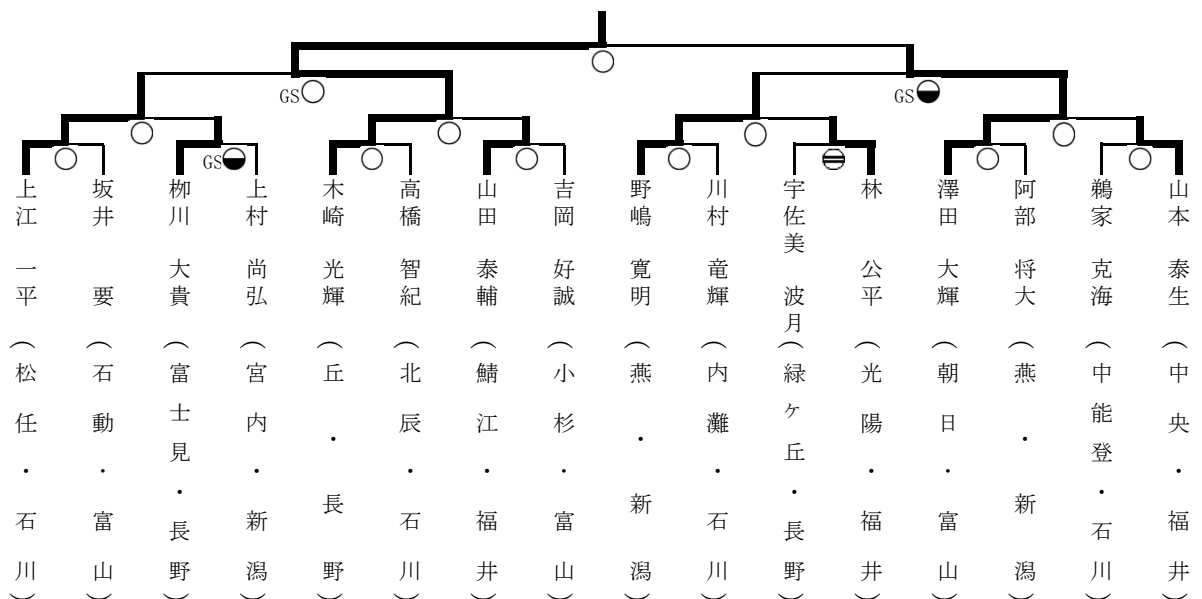 GS
GS
GS
上江 一平 （松任・石川）
坂井 要 （石動・富山）
栁川 大貴 （富士見・長野）
上村 尚弘 （宮内・新潟）
木崎 光輝 （丘・長野）
高橋 智紀 （北辰・石川）
山田 泰輔 （鯖江・福井）
吉岡 好誠 （小杉・富山）
野嶋 寛明 （燕・新潟）
川村 竜輝 （内灘・石川）
宇佐美 波月 （緑ケ丘・長野）
林 公平 （光陽・福井）
澤田 大輝 （朝日・富山）
阿部 将大 （燕・新潟）
鵜家 克海 （中能登・石川）
山本 泰生 （中央・福井）